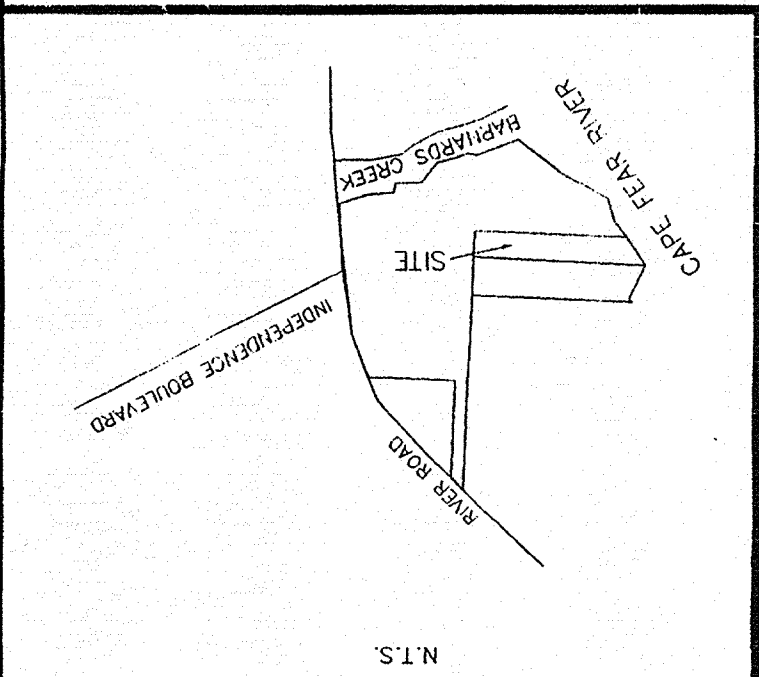 N.T.S.
RIVER ROAD
INDEPENDENCE BOULEVARD
SITE
CAPE FEAR RIVER
BARNARDS CREEK